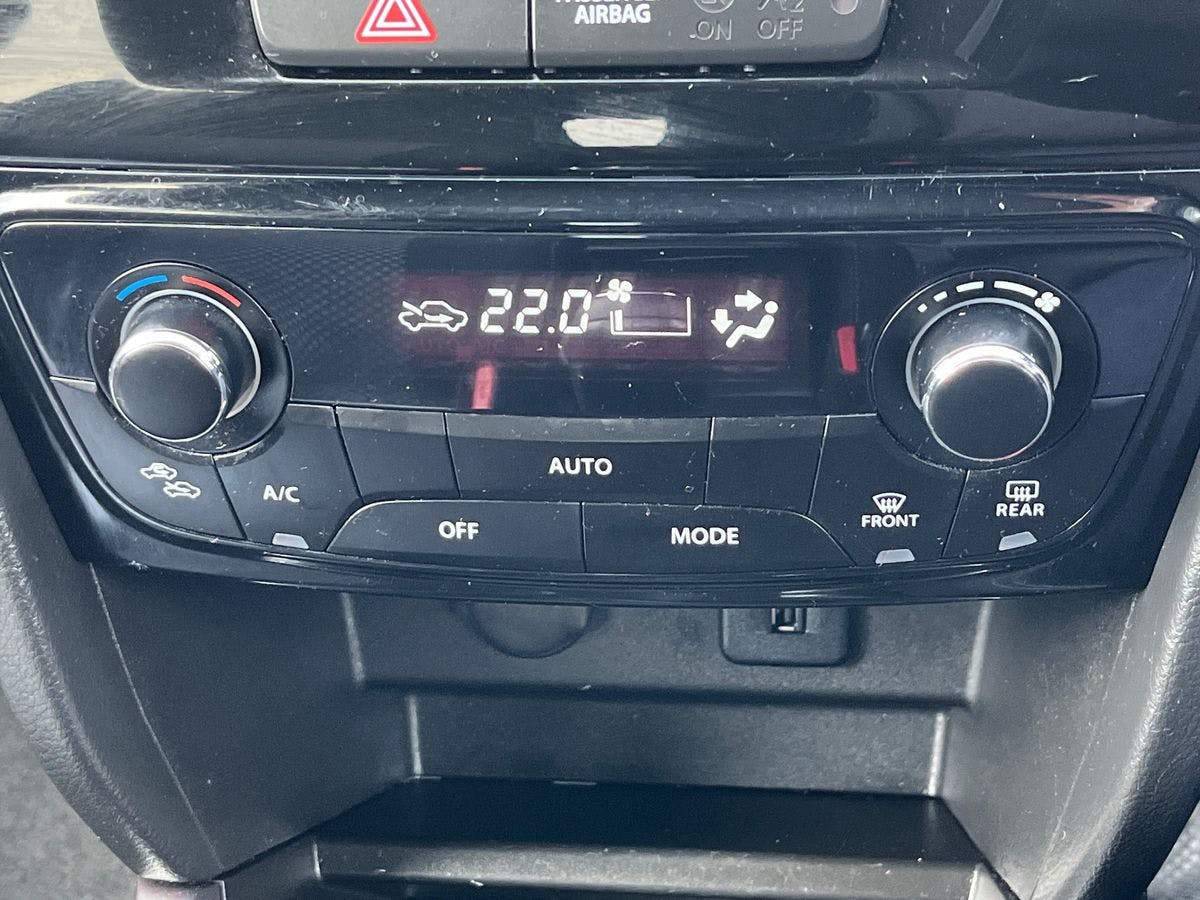 AIRBAG
ON OFF
22.0
AUTO
A/C
OFF
MODE
FRONT
REAR